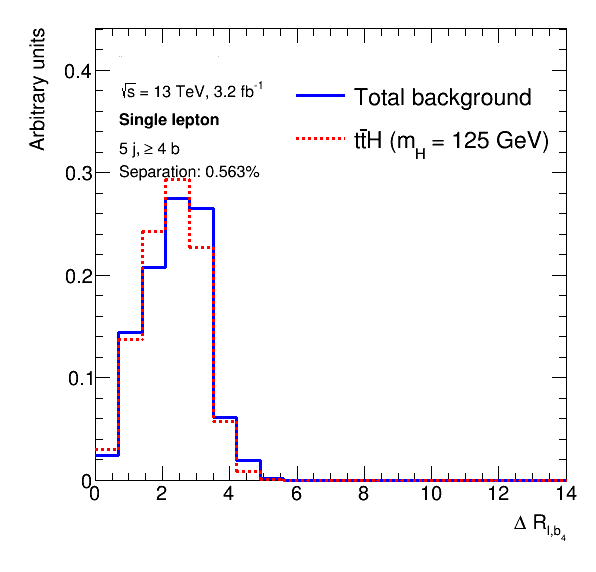 Arbitrary units
0.4
0.3
0.2
0.1
0
√s = 13 TeV, 3.2 fb⁻¹
Single lepton
5 j, ≥ 4 b
Separation: 0.563%
Total background
tt̄H (m_H = 125 GeV)
0 2 4 6 8 10 12 14
Δ R_l,b_4